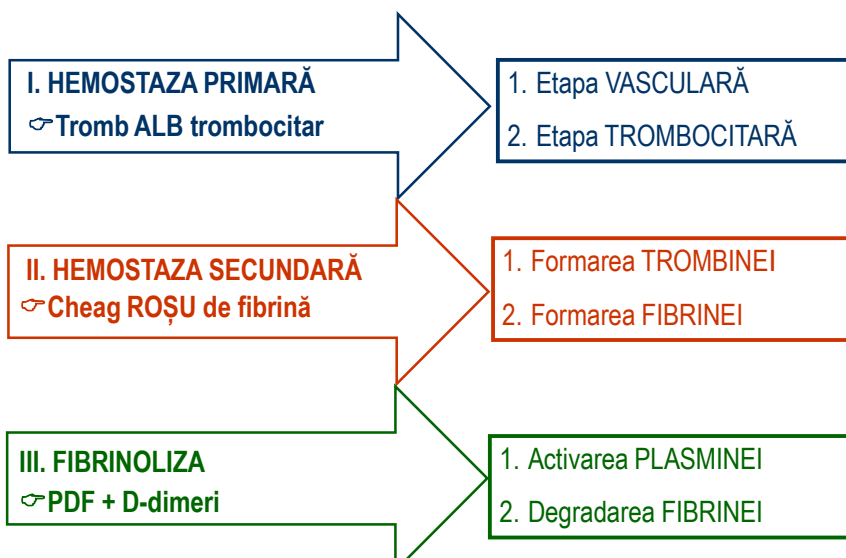 I. HEMOSTAZA PRIMARĂ
☞Tromb ALB trombocitar
1. Etapa VASCULARĂ
2. Etapa TROMBOCITARĂ
II. HEMOSTAZA SECUNDARĂ
☞Cheag ROȘU de fibrină
1. Formarea TROMBINEI
2. Formarea FIBRINEI
III. FIBRINOLIZA
☞PDF + D-dimeri
1. Activarea PLASMINEI
2. Degradarea FIBRINEI